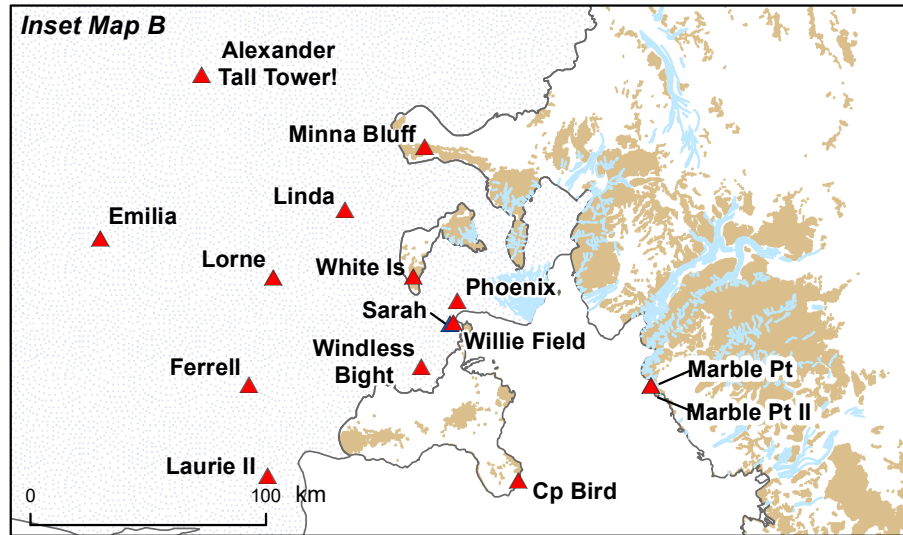 Inset Map B
Alexander
Tall Tower!
Minna Bluff
Linda
Emilia
Lorne
White Is
Phoenix
Sarah
Willie Field
Windless
Bight
Ferrell
Marble Pt
Marble Pt II
Laurie II
Cp Bird
0 100 km